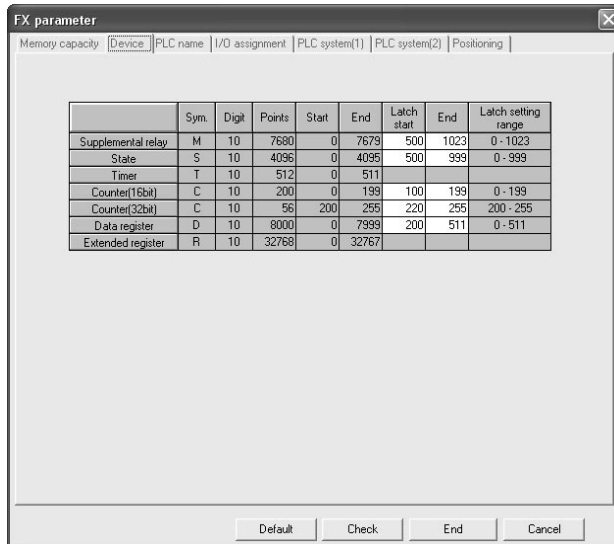 FX parameter
Memory capacity Device PLC name I/O assignment PLC system(1) PLC system(2) Positioning
Sym. Digit Points Start End Latch start End Latch setting range
Supplemental relay M 10 7680 0 7679 500 1023 0 - 1023
State S 10 4096 0 4095 500 999 0 - 999
Timer T 10 512 0 511
Counter(16bit) C 10 200 0 199 100 199 0 - 199
Counter(32bit) C 10 56 200 255 220 255 200 - 255
Data register D 10 8000 0 7999 200 511 0 - 511
Extended register R 10 32768 0 32767
Default Check End Cancel